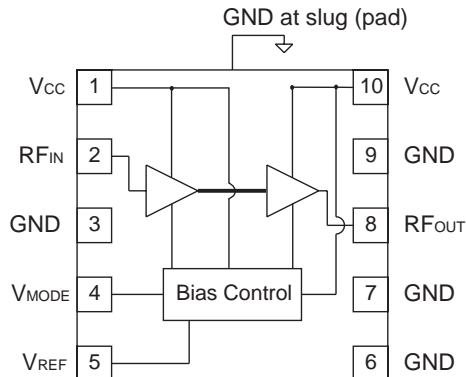 GND at slug (pad)
VCC 1 10 VCC
RFIN 2 9 GND
GND 3 8 RFOUT
VMODE 4 Bias Control 7 GND
VREF 5 6 GND